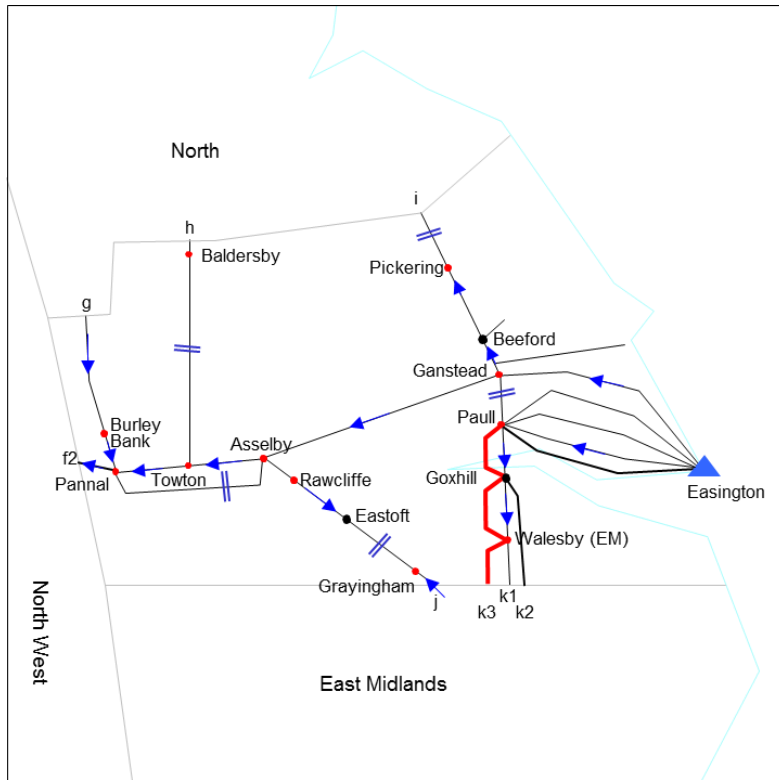 North
i
h
Baldersby
Pickering
g
Beeford
Ganstead
Burley
Bank
Paull
Asselby
f2
Pannal
Towton
Rawcliffe
Goxhill
Easington
Eastoft
Walesby (EM)
Grayingham
j
k1
k3
k2
North West
East Midlands